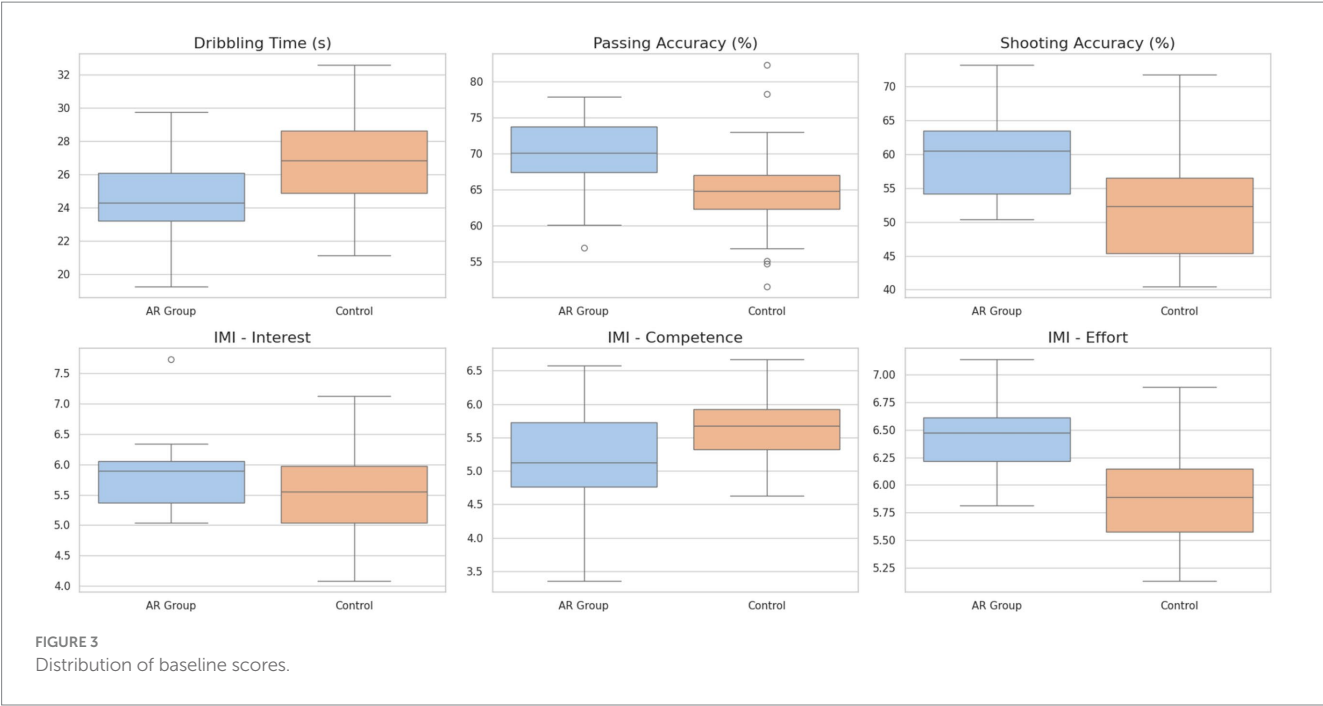 Dribbling Time (s)
32
30
28
26
24
22
20
AR Group
Control
Passing Accuracy (%)
80
75
70
65
60
55
AR Group
Control
Shooting Accuracy (%)
70
65
60
55
50
45
40
AR Group
Control
IMI - Interest
7.5
7.0
6.5
6.0
5.5
5.0
4.5
4.0
AR Group
Control
IMI - Competence
6.5
6.0
5.5
5.0
4.5
4.0
3.5
AR Group
Control
IMI - Effort
7.00
6.75
6.50
6.25
6.00
5.75
5.50
5.25
AR Group
Control
FIGURE 3
Distribution of baseline scores.